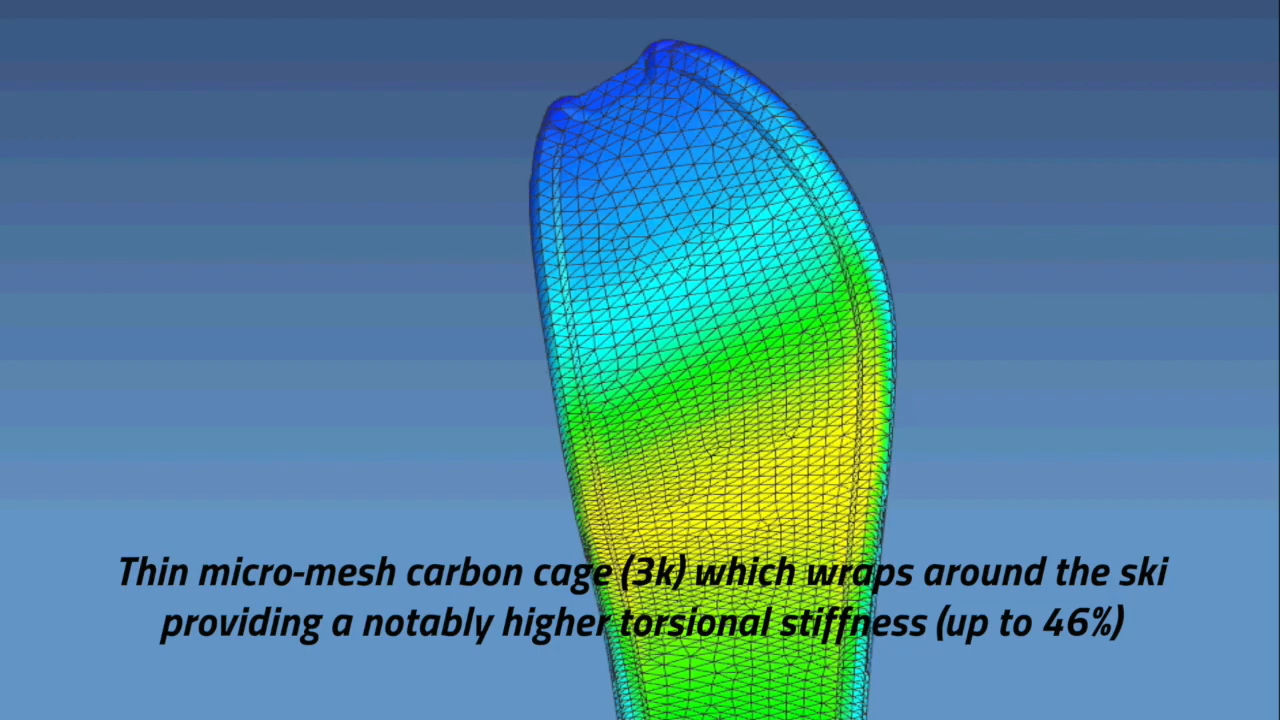 Thin micro-mesh carbon cage (3k) which wraps around the ski
providing a notably higher torsional stiffness (up to 46%)